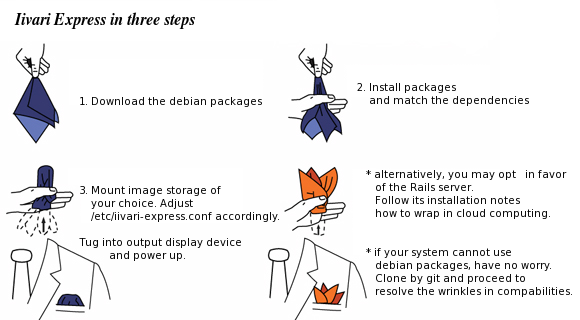 Iivari Express in three steps
1. Download the debian packages
2. Install packages
and match the dependencies
3. Mount image storage of
your choice. Adjust
/etc/iivari-express.conf accordingly.
Tug into output display device
and power up.
* alternatively, you may opt in favor
of the Rails server.
Follow its installation notes
how to wrap in cloud computing.
* if your system cannot use
debian packages, have no worry.
Clone by git and proceed to
resolve the wrinkles in compabilities.